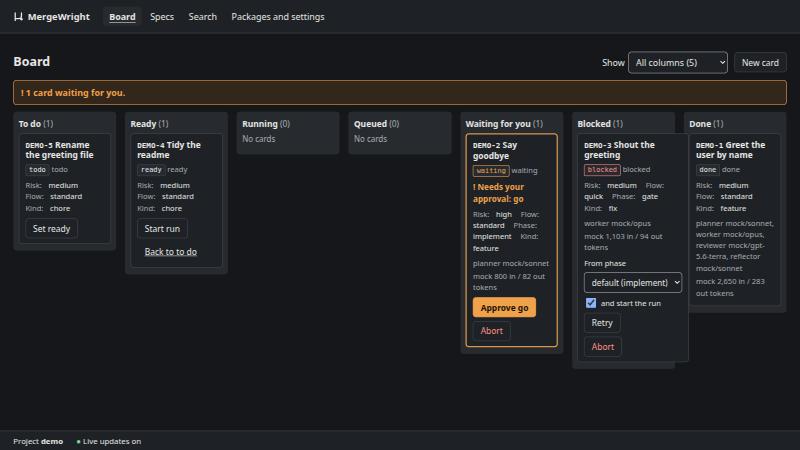 MergeWright Board Specs Search Packages and settings
Board
Show All columns (5) New card
! 1 card waiting for you.
To do (1)
DEMO-5 Rename
the greeting file
todo todo
Risk: medium
Flow: standard
Kind: chore
Set ready
Ready (1)
DEMO-4 Tidy the
readme
ready ready
Risk: medium
Flow: standard
Kind: chore
Start run
Back to to do
Running (0)
No cards
Queued (0)
No cards
Waiting for you (1)
DEMO-2 Say
goodbye
waiting waiting
! Needs your
approval: go
Risk: high Flow:
standard Phase:
implement Kind:
feature
planner mock/sonnet
mock 800 in / 82 out
tokens
Approve go
Abort
Blocked (1)
DEMO-3 Shout the
greeting
blocked blocked
Risk: medium Flow:
quick Phase: gate
Kind: fix
worker mock/opus
mock 1,103 in / 94 out
tokens
From phase
default (implement)
and start the run
Retry
Abort
Done (1)
DEMO-1 Greet the
user by name
done done
Risk: medium
Flow: standard
Kind: feature
planner mock/sonnet,
worker mock/opus,
reviewer mock/gpt-
5.6-terra, reflector
mock/sonnet
mock 2,650 in / 283
out tokens
Project demo Live updates on